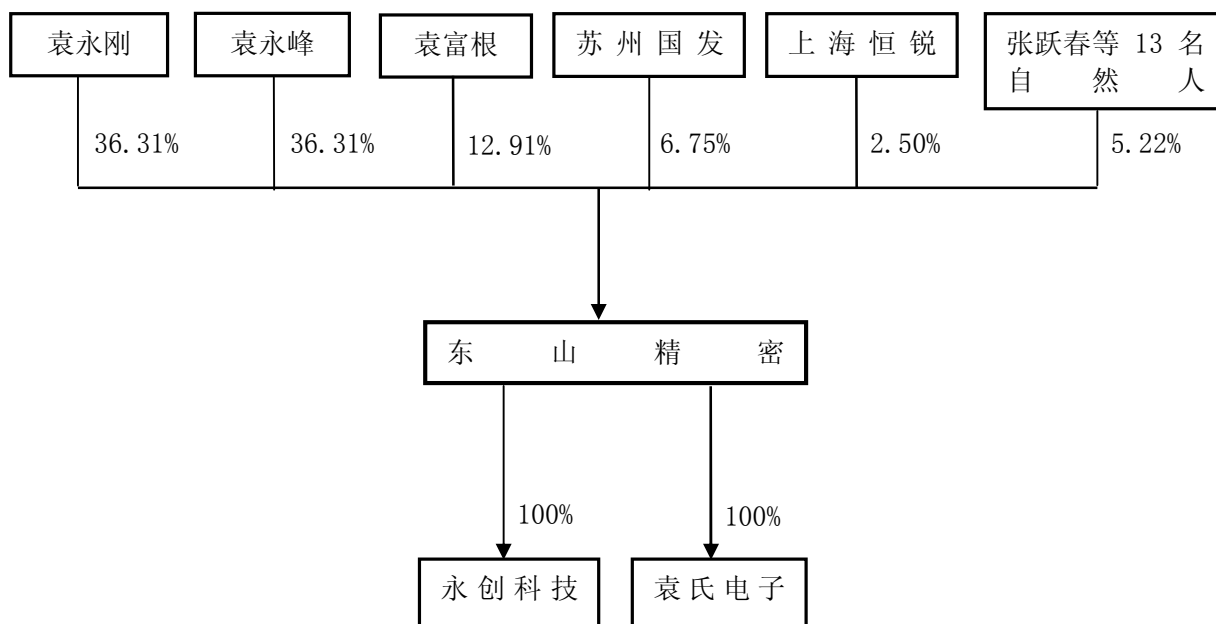 袁永刚
袁永峰
袁富根
苏州国发
上海恒锐
张跃春等 13 名
自然人
36.31%
36.31%
12.91%
6.75%
2.50%
5.22%
东山精密
100%
100%
永创科技
袁氏电子